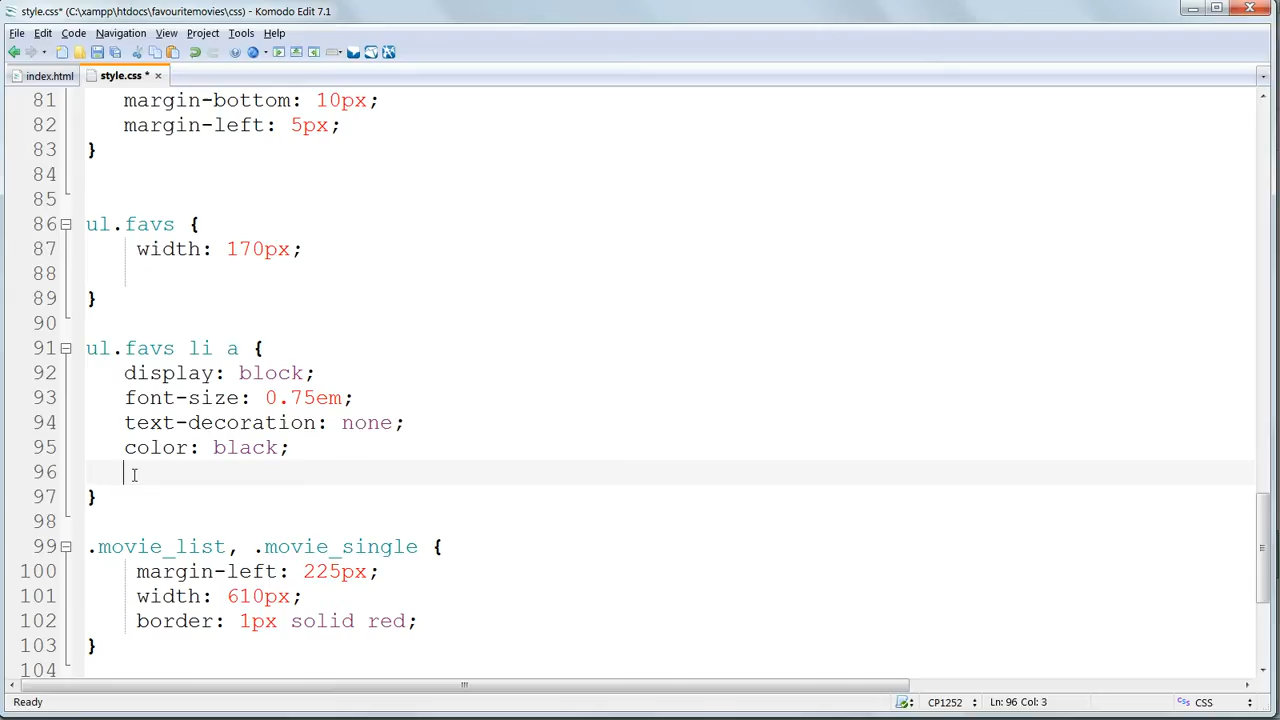 style.css* (C:\xampp\htdocs\favouritemovies\css) - Komodo Edit 7.1
File Edit Code Navigation View Project Tools Help
index.html style.css * ×
81 margin-bottom: 10px;
82 margin-left: 5px;
83 }
84
85
86 ul.favs {
87 width: 170px;
88
89 }
90
91 ul.favs li a {
92 display: block;
93 font-size: 0.75em;
94 text-decoration: none;
95 color: black;
96
97 }
98
99 .movie_list, .movie_single {
100 margin-left: 225px;
101 width: 610px;
102 border: 1px solid red;
103 }
104
Ready CP1252 Ln: 96 Col: 3 CSS